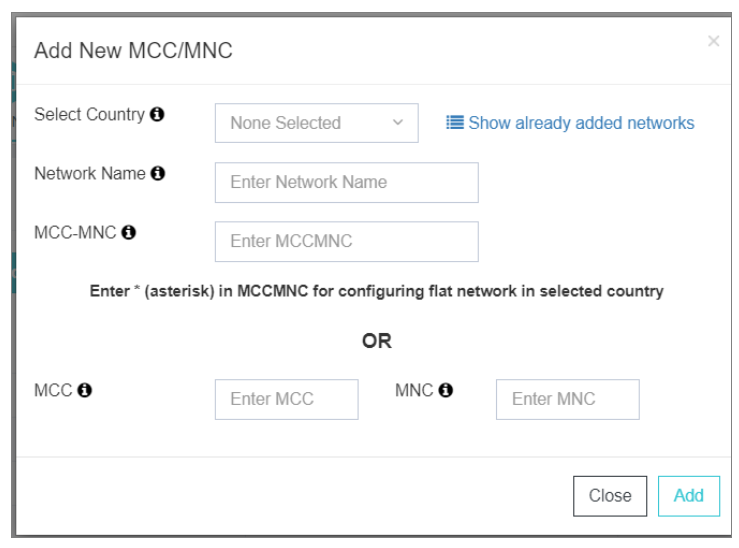 Add New MCC/MNC
×
Select Country
None Selected
Show already added networks
Network Name
Enter Network Name
MCC-MNC
Enter MCCMNC
Enter * (asterisk) in MCCMNC for configuring flat network in selected country
OR
MCC
Enter MCC
MNC
Enter MNC
Close
Add